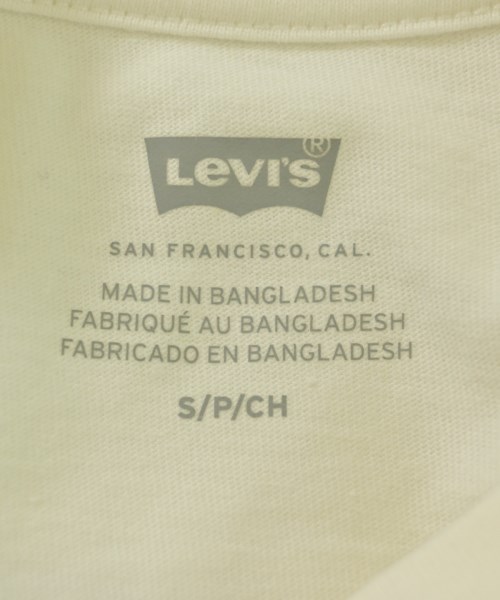 LEVI'S®
SAN FRANCISCO, CAL.
MADE IN BANGLADESH
FABRIQUÉ AU BANGLADESH
FABRICADO EN BANGLADESH
S/P/CH